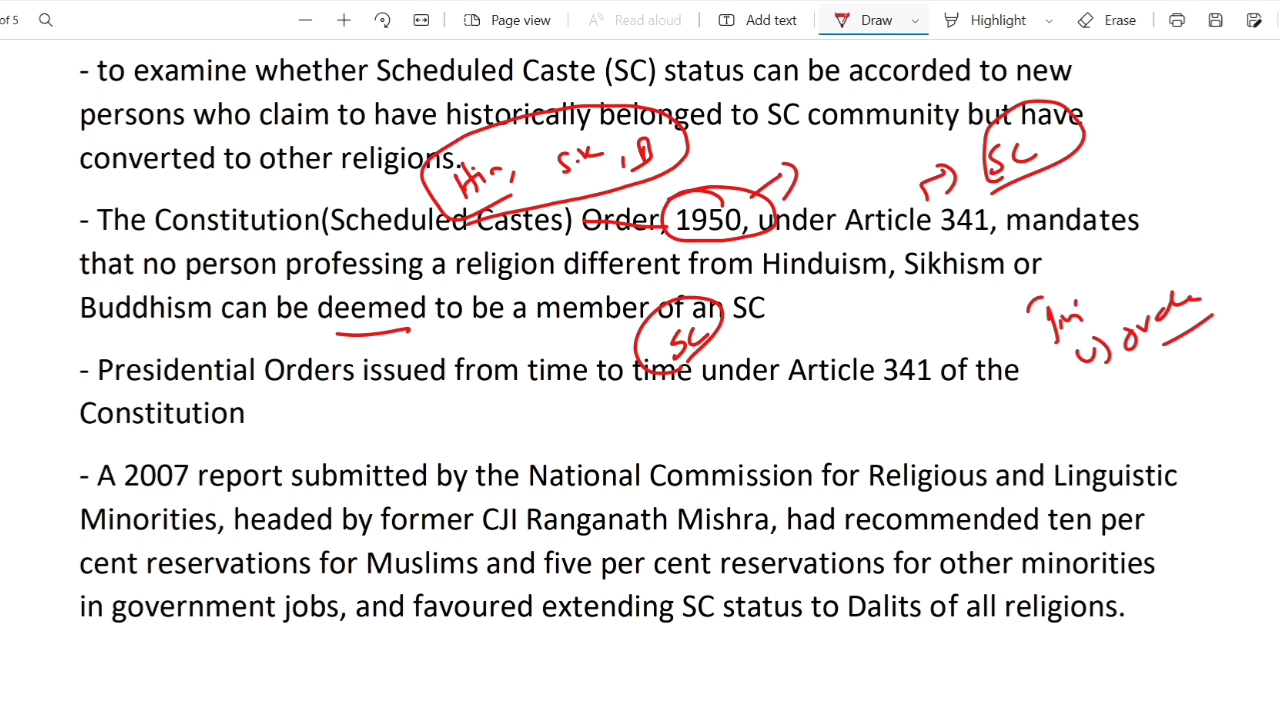 of 5
Page view
Read aloud
Add text
Draw
Highlight
Erase
- to examine whether Scheduled Caste (SC) status can be accorded to new
persons who claim to have historically belonged to SC community but have
converted to other religions.
SC
- The Constitution(Scheduled Castes) Order, 1950, under Article 341, mandates
that no person professing a religion different from Hinduism, Sikhism or
Buddhism can be deemed to be a member of an SC
SC
- Presidential Orders issued from time to time under Article 341 of the
Constitution
- A 2007 report submitted by the National Commission for Religious and Linguistic
Minorities, headed by former CJI Ranganath Mishra, had recommended ten per
cent reservations for Muslims and five per cent reservations for other minorities
in government jobs, and favoured extending SC status to Dalits of all religions.